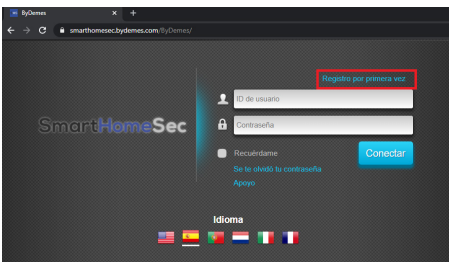 ByDemes
smarthomesec.bydemes.com/ByDemes/
Registro por primera vez
ID de usuario
SmartHomeSec
Contraseña
Recuérdame
Conectar
Se te olvidó tu contraseña
Apoyo
Idioma